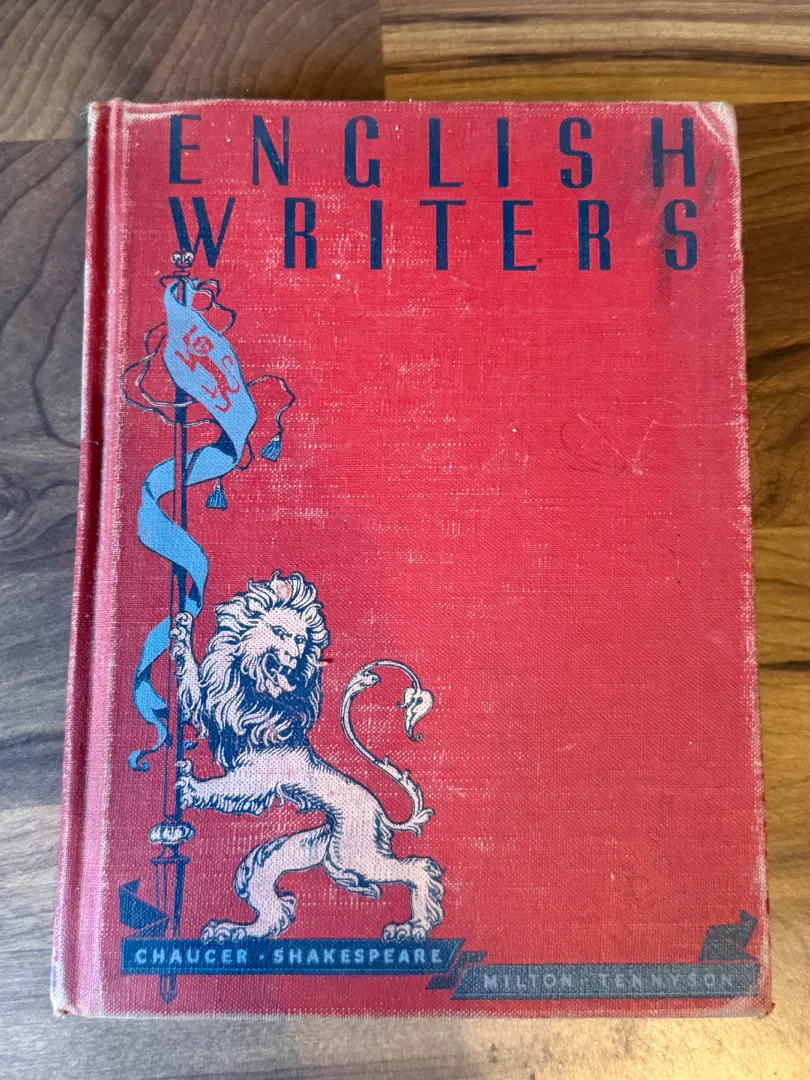 ENGLISH
WRITERS
CHAUCER · SHAKESPEARE
MILTON · TENNYSON